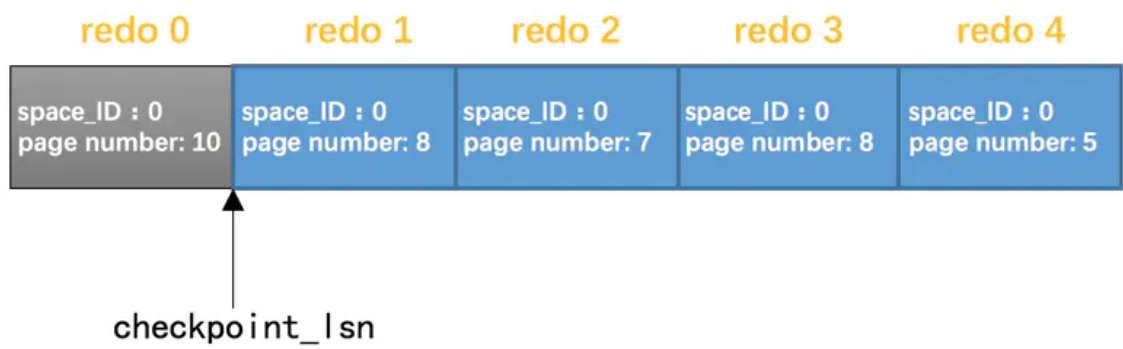 redo 0 redo 1 redo 2 redo 3 redo 4
space_ID：0 space_ID：0 space_ID：0 space_ID：0 space_ID：0
page number: 10 page number: 8 page number: 7 page number: 8 page number: 5
checkpoint_lsn